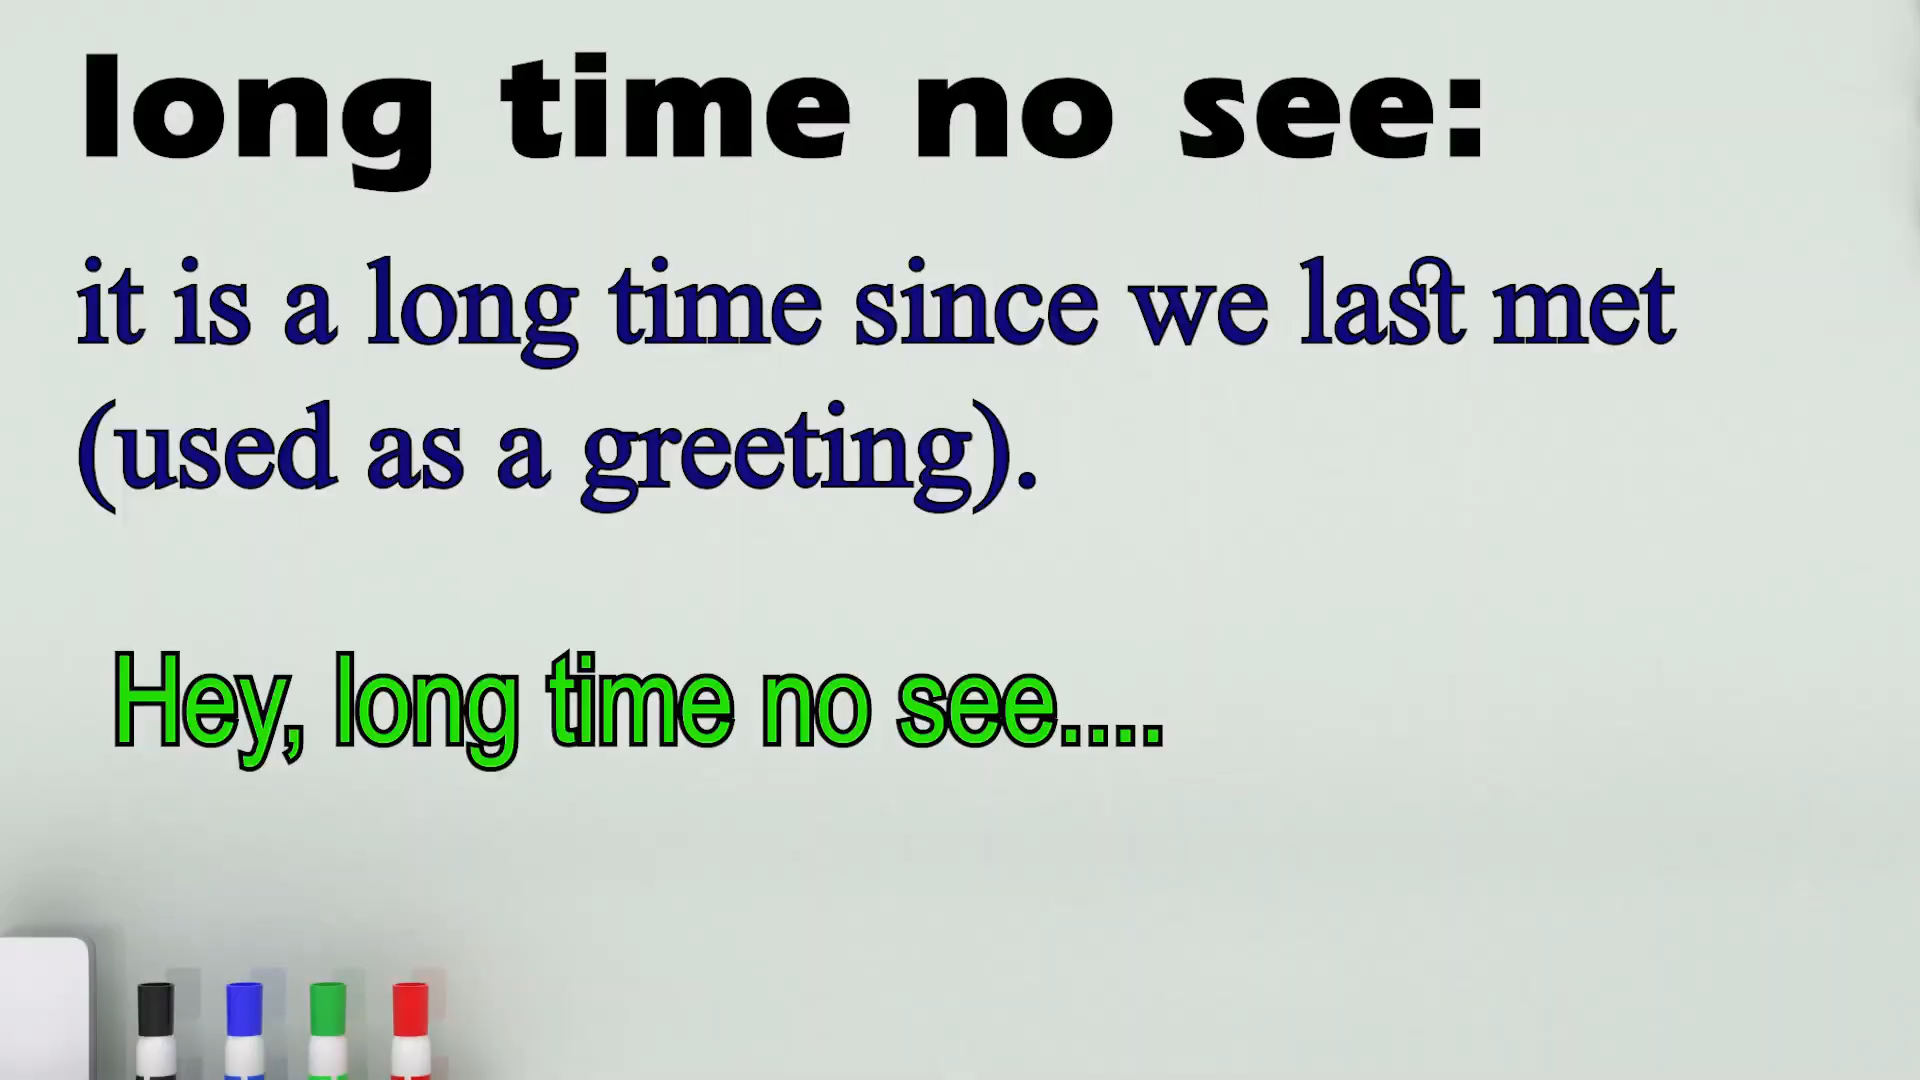 long time no see:
it is a long time since we last met
(used as a greeting).
Hey, long time no see....